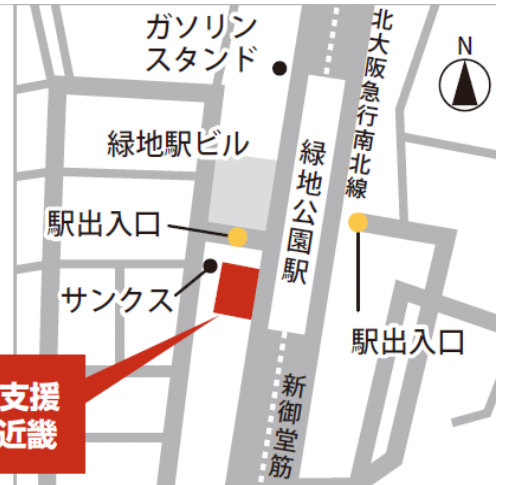 ガソリン
スタンド
北大阪急行南北線
N
緑地駅ビル
緑地公園駅
駅出入口
サンクス
駅出入口
支援
近畿
新御堂筋